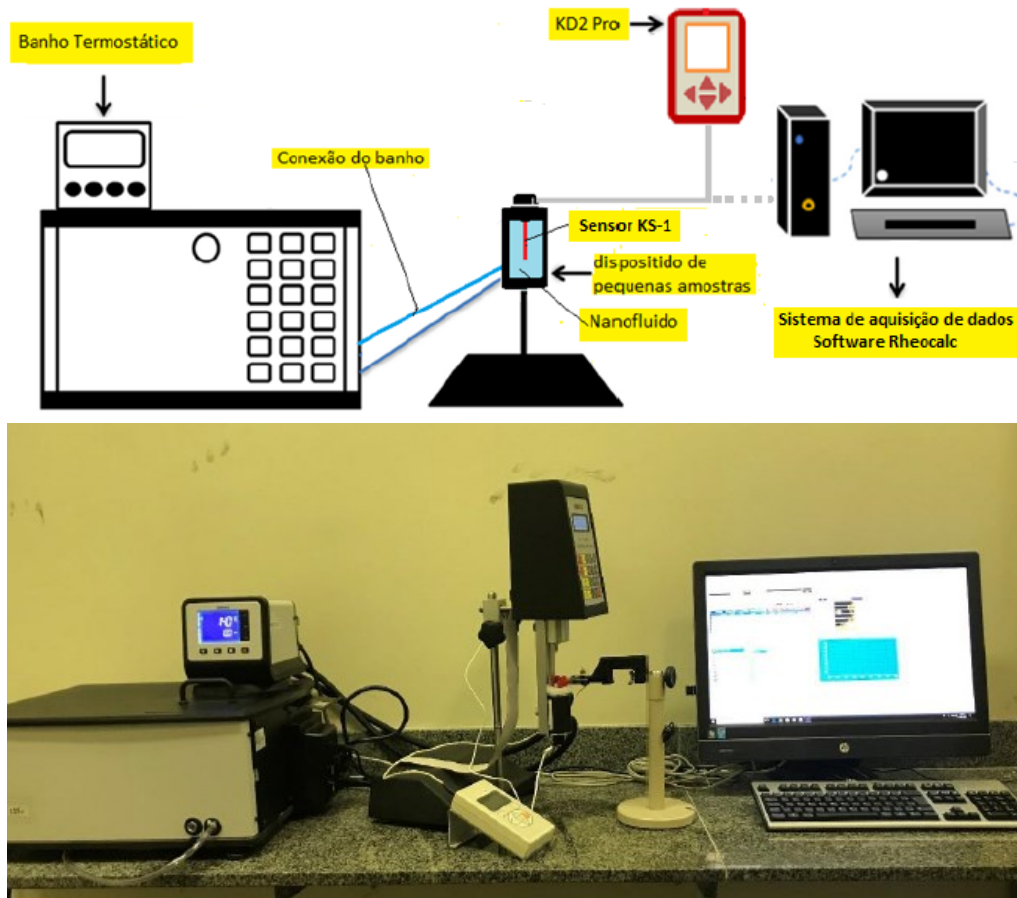 KD2 Pro
Banho Termostático
Conexão do banho
Sensor KS-1
dispositido de
pequenas amostras
Nanofluido
Sistema de aquisição de dados
Software Rheocalc
hp